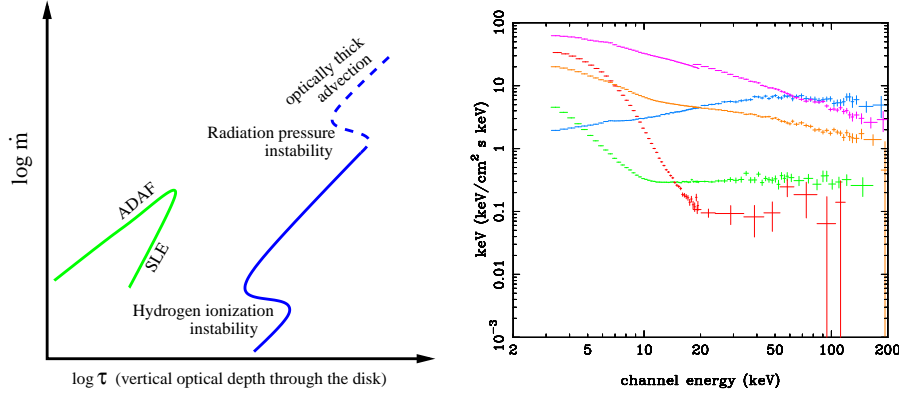 optically thick
advection
Radiation pressure
instability
ADAF
SLE
Hydrogen ionization
instability
log ṁ
log τ (vertical optical depth through the disk)
keV (keV/cm² s keV)
100
10
1
0.1
0.01
10⁻³
2
5
10
20
50
100
200
channel energy (keV)